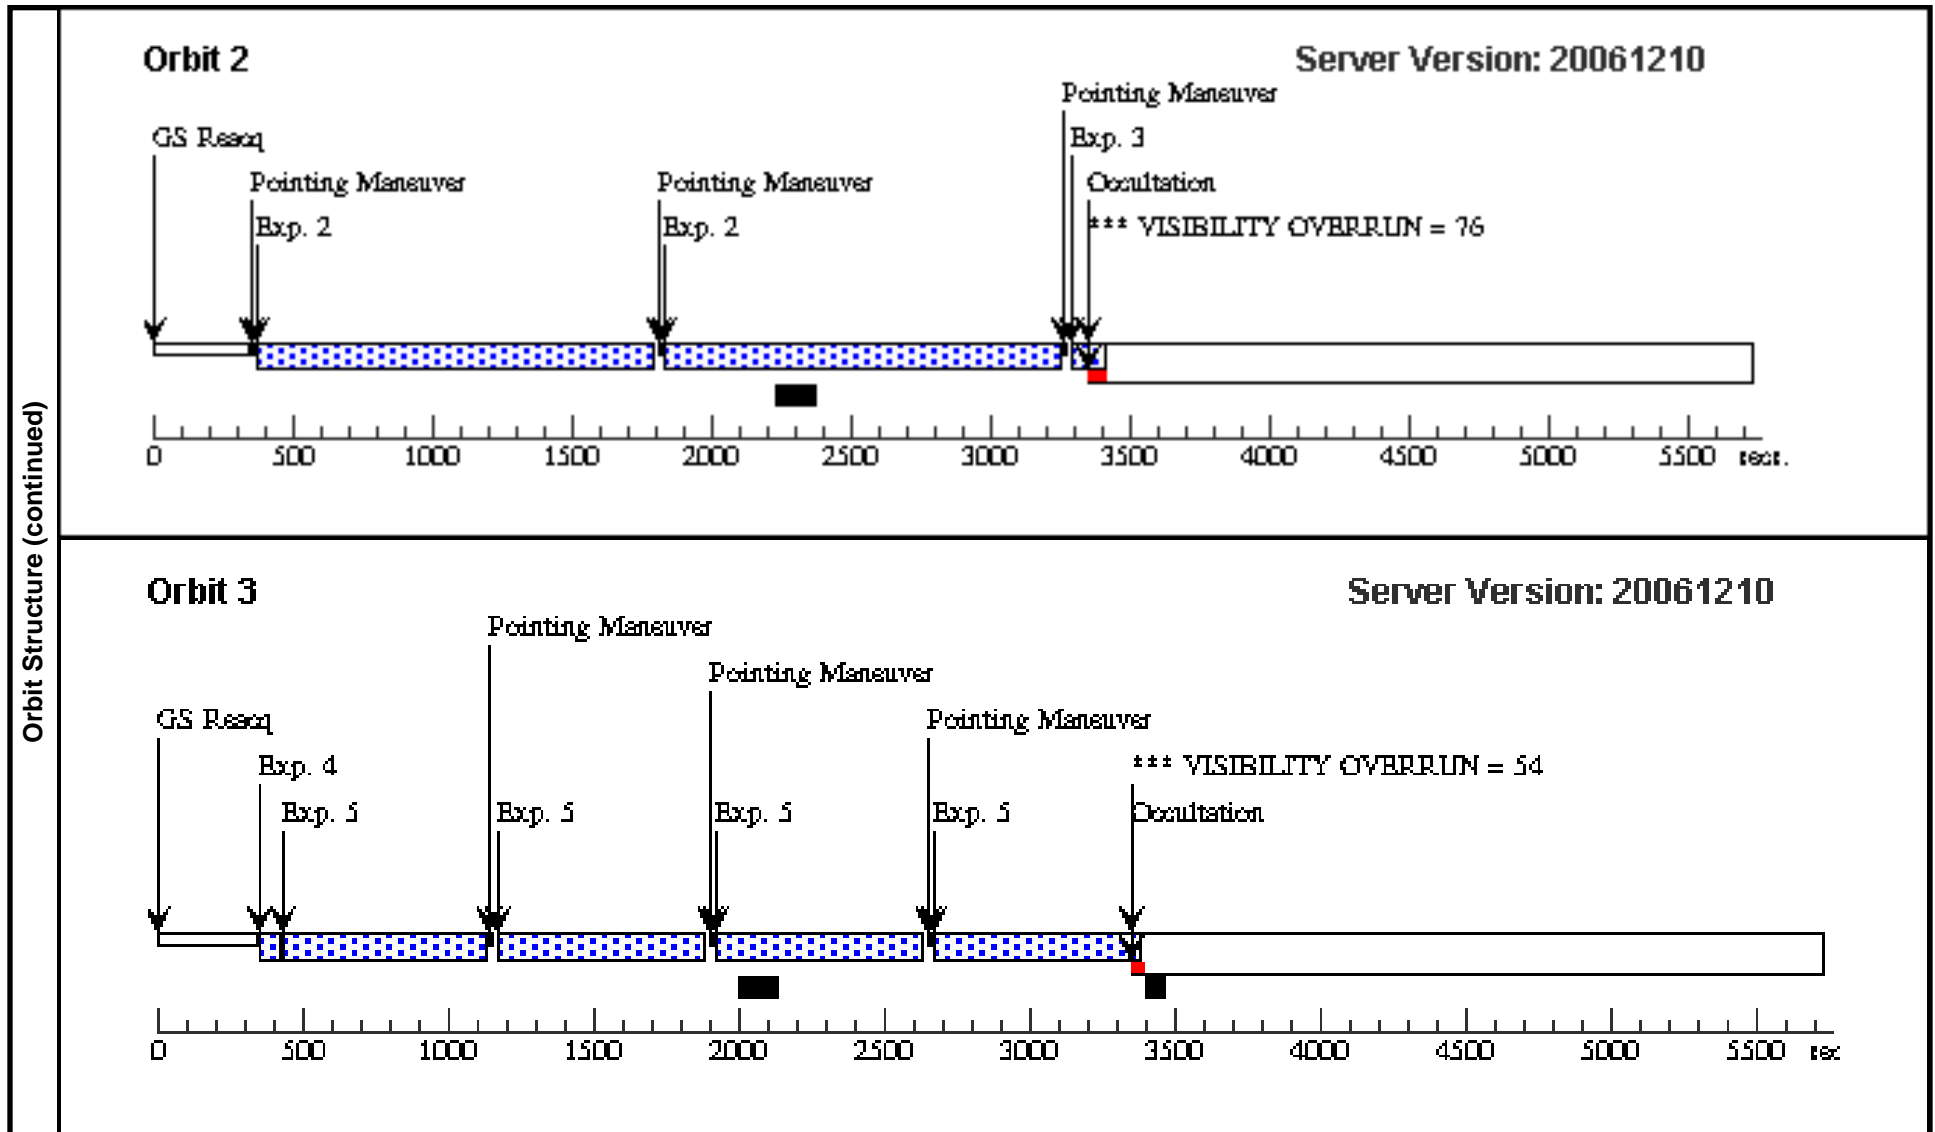 Orbit Structure (continued)
Orbit 2
Server Version: 20061210
Pointing Maneuver
GS Reacq
Exp. 3
Pointing Maneuver
Pointing Maneuver
Occultation
Exp. 2
Exp. 2
*** VISIBILITY OVERRUN = 76
0 500 1000 1500 2000 2500 3000 3500 4000 4500 5000 5500 secs.
Orbit 3
Server Version: 20061210
Pointing Maneuver
Pointing Maneuver
GS Reacq
Pointing Maneuver
Exp. 4
*** VISIBILITY OVERRUN = 54
Exp. 5
Exp. 5
Exp. 5
Exp. 5
Occultation
0 500 1000 1500 2000 2500 3000 3500 4000 4500 5000 5500 sec